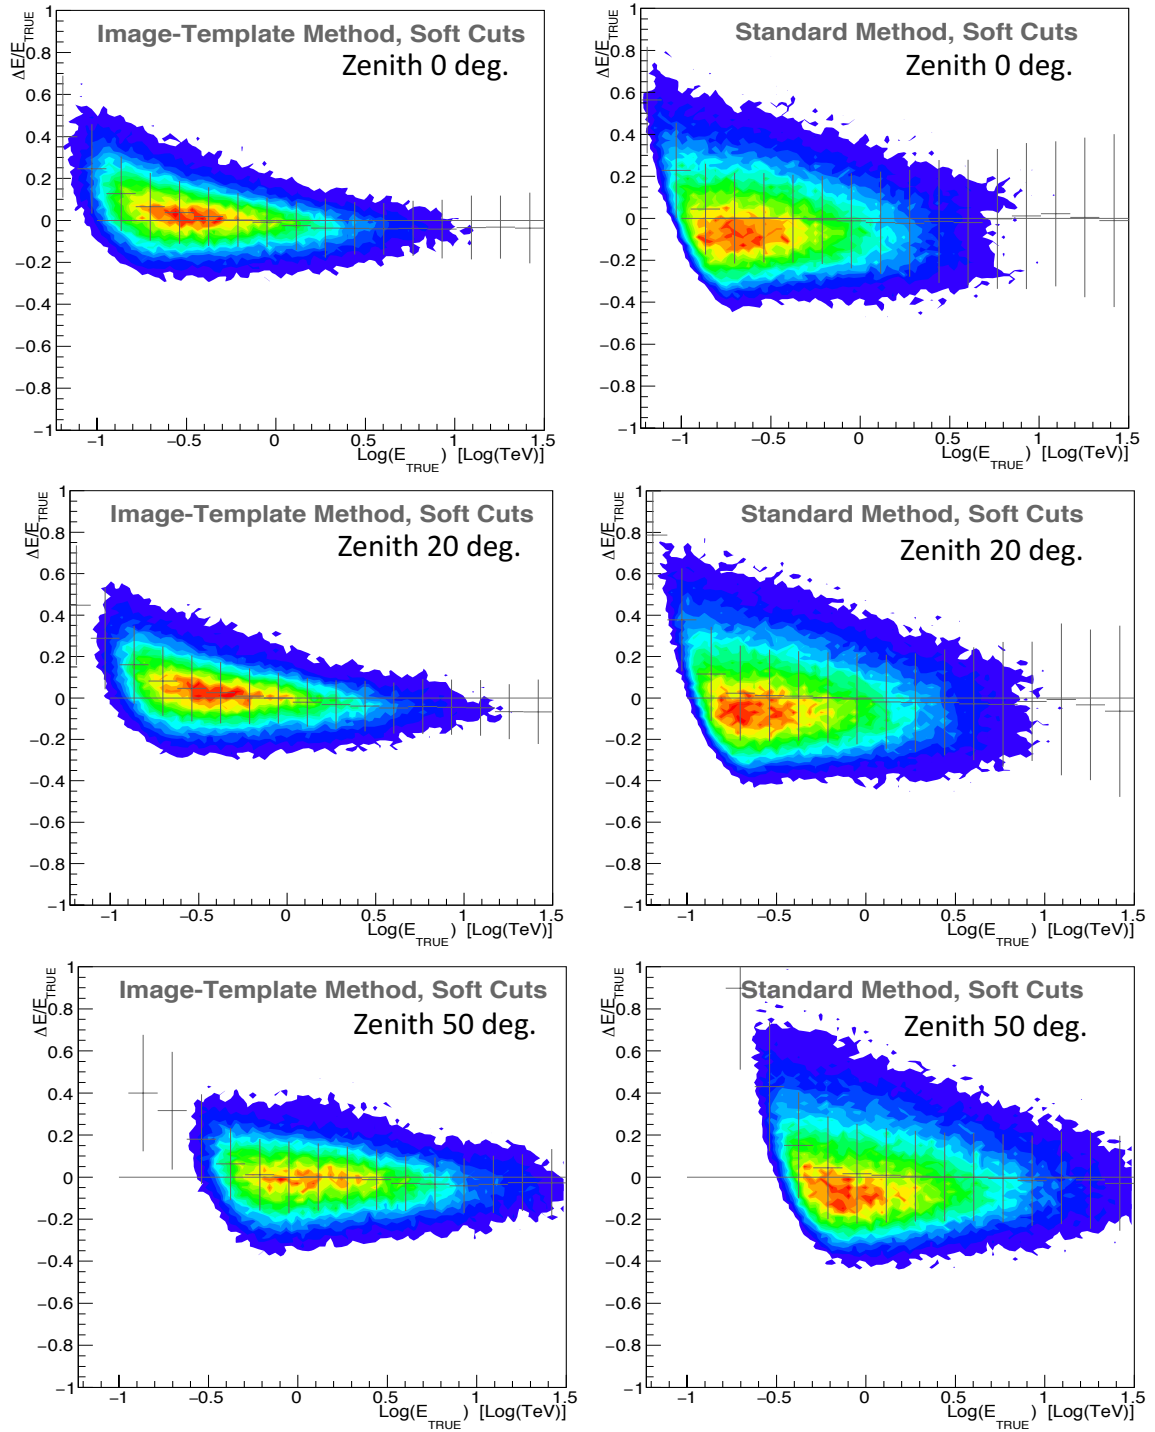 Image-Template Method, Soft Cuts
Zenith 0 deg.
ΔE/E_TRUE
1
0.8
0.6
0.4
0.2
0
−0.2
−0.4
−0.6
−0.8
−1
−1 −0.5 0 0.5 1 1.5
Log(E_TRUE) [Log(TeV)]
Standard Method, Soft Cuts
Zenith 0 deg.
ΔE/E_TRUE
1
0.8
0.6
0.4
0.2
0
−0.2
−0.4
−0.6
−0.8
−1
−1 −0.5 0 0.5 1 1.5
Log(E_TRUE) [Log(TeV)]
Image-Template Method, Soft Cuts
Zenith 20 deg.
ΔE/E_TRUE
1
0.8
0.6
0.4
0.2
0
−0.2
−0.4
−0.6
−0.8
−1
−1 −0.5 0 0.5 1 1.5
Log(E_TRUE) [Log(TeV)]
Standard Method, Soft Cuts
Zenith 20 deg.
ΔE/E_TRUE
1
0.8
0.6
0.4
0.2
0
−0.2
−0.4
−0.6
−0.8
−1
−1 −0.5 0 0.5 1 1.5
Log(E_TRUE) [Log(TeV)]
Image-Template Method, Soft Cuts
Zenith 50 deg.
ΔE/E_TRUE
1
0.8
0.6
0.4
0.2
0
−0.2
−0.4
−0.6
−0.8
−1
−1 −0.5 0 0.5 1 1.5
Log(E_TRUE) [Log(TeV)]
Standard Method, Soft Cuts
Zenith 50 deg.
ΔE/E_TRUE
1
0.8
0.6
0.4
0.2
0
−0.2
−0.4
−0.6
−0.8
−1
−1 −0.5 0 0.5 1 1.5
Log(E_TRUE) [Log(TeV)]